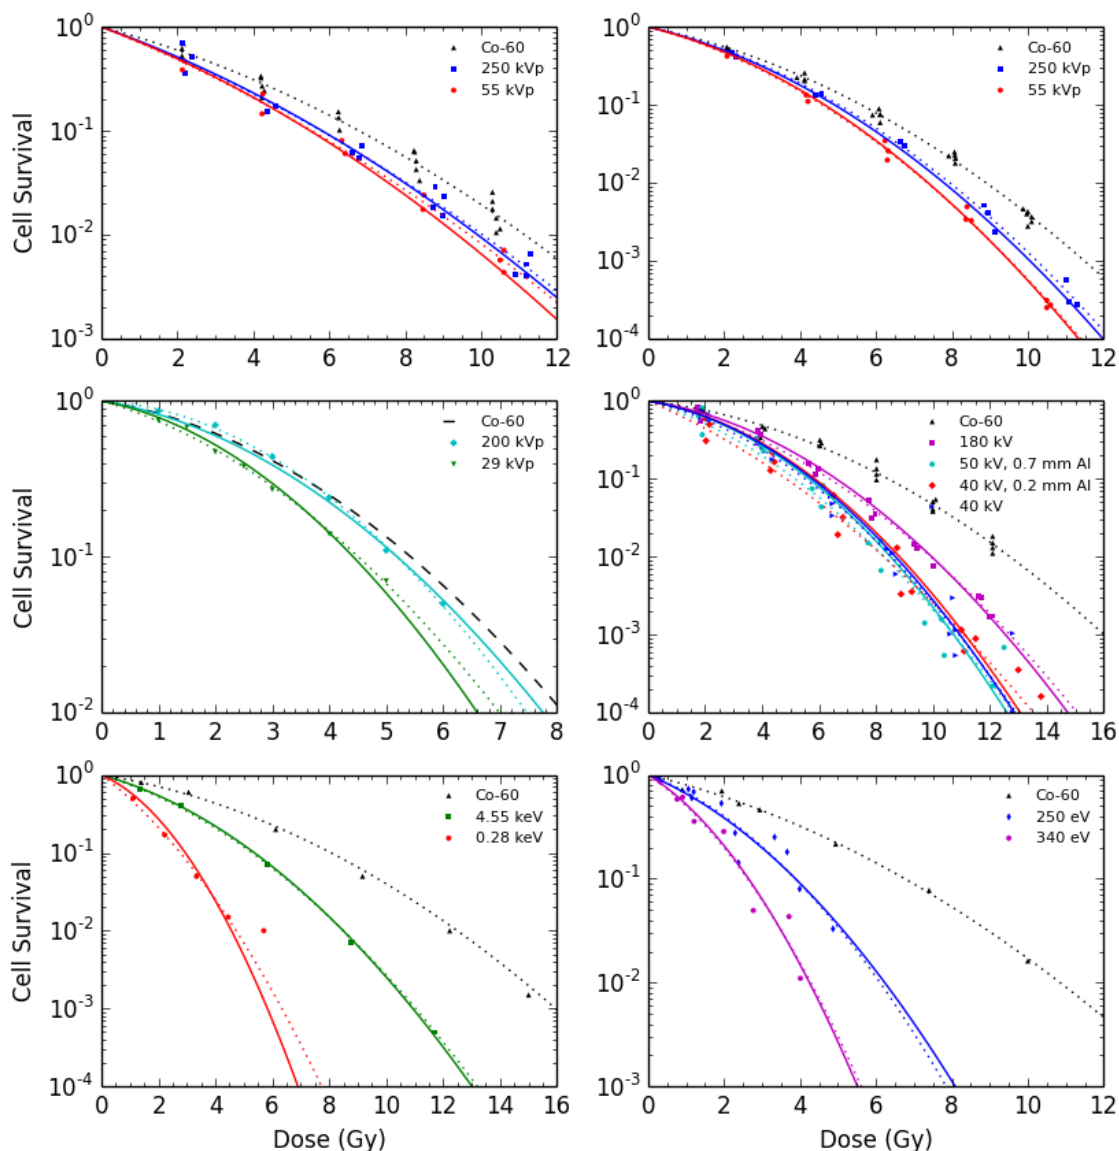 Cell Survival
10^0
10^-1
10^-2
10^-3
0 2 4 6 8 10 12
Co-60
250 kVp
55 kVp
10^0
10^-1
10^-2
10^-3
10^-4
0 2 4 6 8 10 12
Co-60
250 kVp
55 kVp
Cell Survival
10^0
10^-1
10^-2
0 1 2 3 4 5 6 7 8
Co-60
200 kVp
29 kVp
10^0
10^-1
10^-2
10^-3
10^-4
0 2 4 6 8 10 12 14 16
Co-60
180 kV
50 kV, 0.7 mm Al
40 kV, 0.2 mm Al
40 kV
Cell Survival
10^0
10^-1
10^-2
10^-3
10^-4
0 2 4 6 8 10 12 14 16
Dose (Gy)
Co-60
4.55 keV
0.28 keV
10^0
10^-1
10^-2
10^-3
0 2 4 6 8 10 12
Dose (Gy)
Co-60
250 eV
340 eV